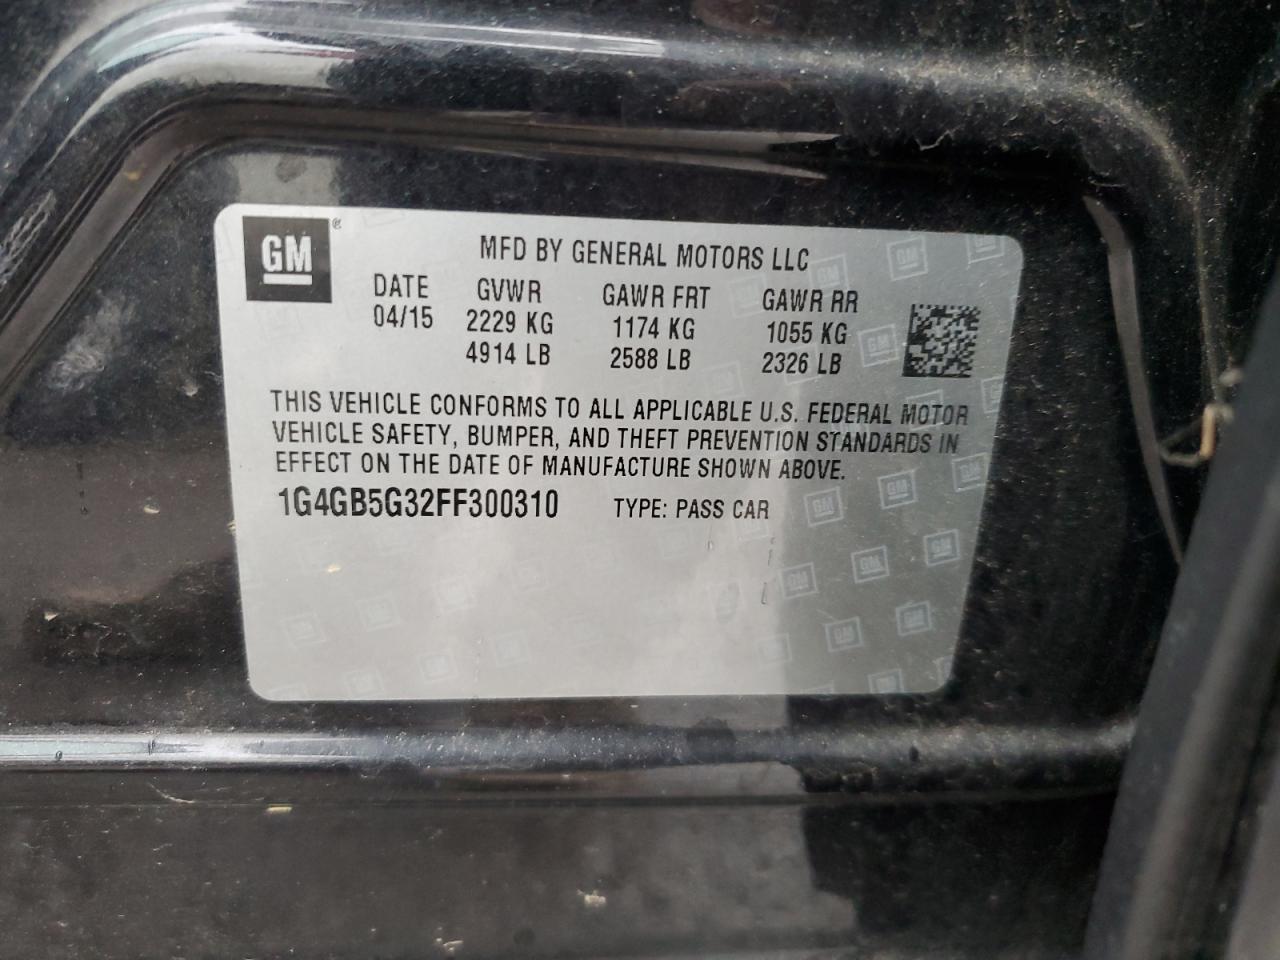 GM ®
MFD BY GENERAL MOTORS LLC
DATE GVWR GAWR FRT GAWR RR
04/15 2229 KG 1174 KG 1055 KG
4914 LB 2588 LB 2326 LB
THIS VEHICLE CONFORMS TO ALL APPLICABLE U.S. FEDERAL MOTOR
VEHICLE SAFETY, BUMPER, AND THEFT PREVENTION STANDARDS IN
EFFECT ON THE DATE OF MANUFACTURE SHOWN ABOVE.
1G4GB5G32FF300310 TYPE: PASS CAR